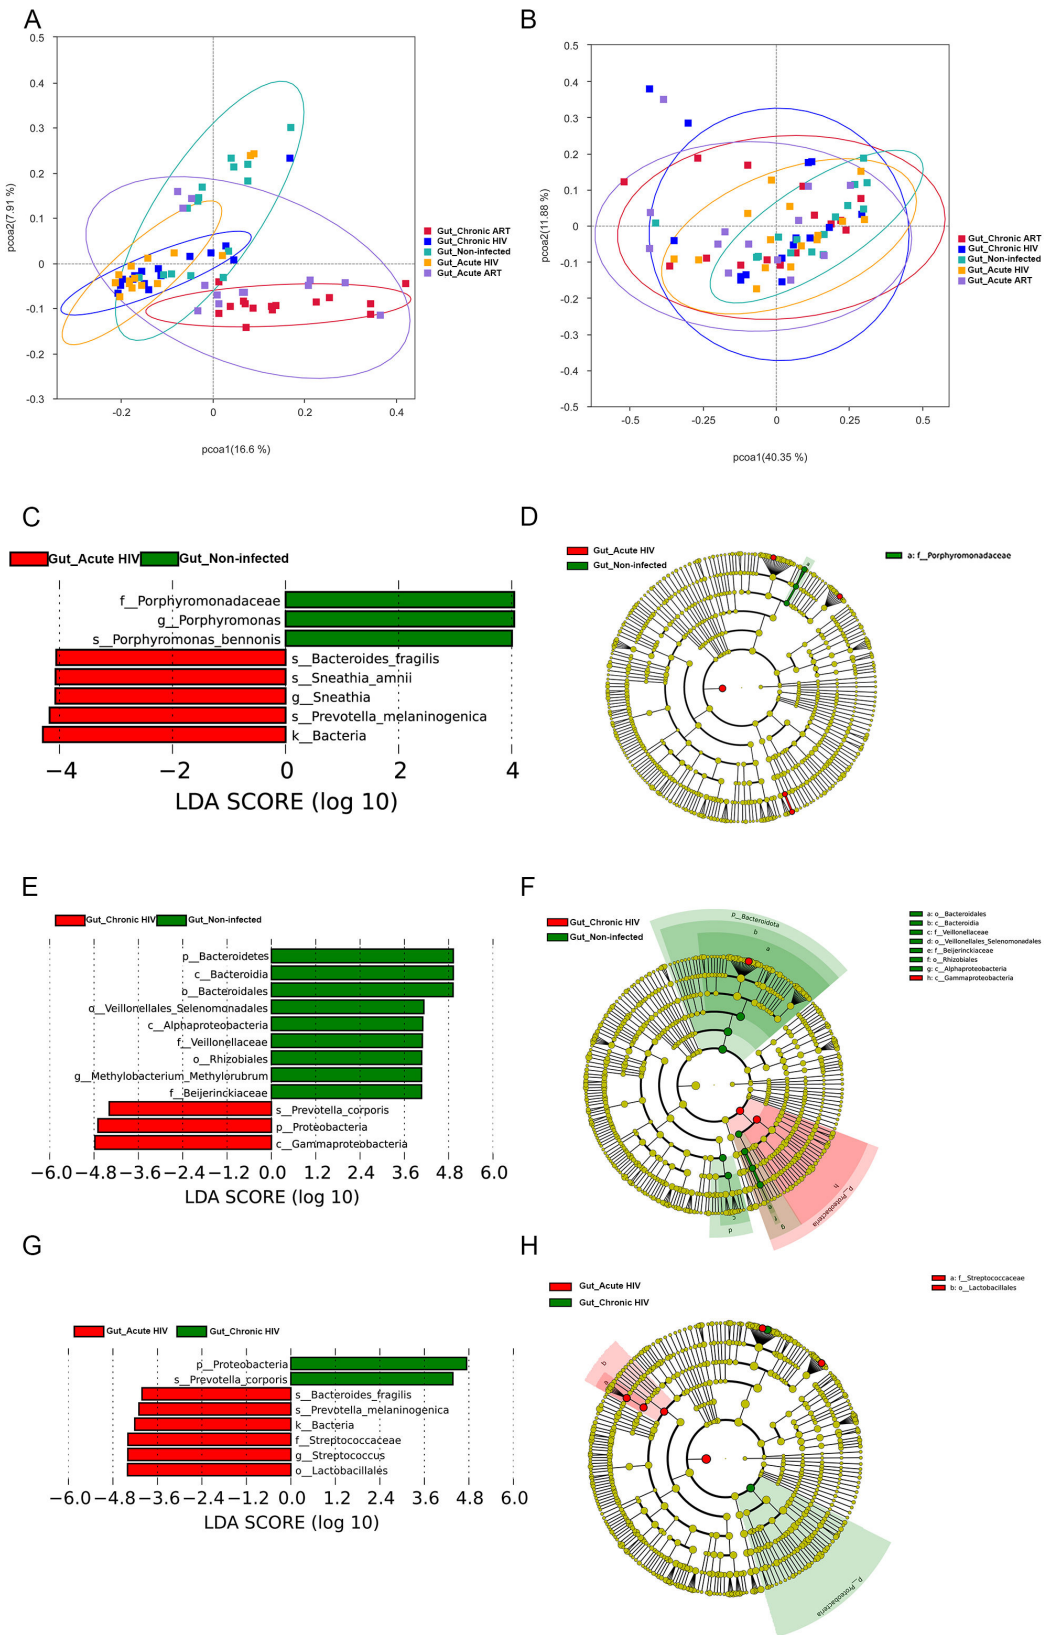 A
B
0.5
0.4
0.3
0.2
0.1
0
-0.1
-0.2
-0.3
pcoa2(7.91 %)
-0.2
0
0.2
0.4
pcoa1(16.6 %)
Gut_Chronic ART
Gut_Chronic HIV
Gut_Non-infected
Gut_Acute HIV
Gut_Acute ART
0.5
0.4
0.3
0.2
0.1
0
-0.1
-0.2
-0.3
-0.4
-0.5
pcoa2(11.88 %)
-0.5
-0.25
0
0.25
0.5
pcoa1(40.35 %)
Gut_Chronic ART
Gut_Chronic HIV
Gut_Non-infected
Gut_Acute HIV
Gut_Acute ART
C
Gut_Acute HIV
Gut_Non-infected
f__Porphyromonadaceae
g__Porphyromonas
s__Porphyromonas_bennonis
s__Bacteroides_fragilis
s__Sneathia_amnii
g__Sneathia
s__Prevotella_melaninogenica
k__Bacteria
−4 −2 0 2 4
LDA SCORE (log 10)
D
Gut_Acute HIV
Gut_Non-infected
a: f__Porphyromonadaceae
a
E
Gut_Chronic HIV
Gut_Non-infected
p__Bacteroidetes
c__Bacteroidia
o__Bacteroidales
o__Veillonellales_Selenomonadales
c__Alphaproteobacteria
f__Veillonellaceae
o__Rhizobiales
g__Methylobacterium_Methylorubrum
f__Beijerinckiaceae
s__Prevotella_corporis
p__Proteobacteria
c__Gammaproteobacteria
−6.0 −4.8 −3.6 −2.4 −1.2 0.0 1.2 2.4 3.6 4.8 6.0
LDA SCORE (log 10)
F
Gut_Chronic HIV
Gut_Non-infected
p__Bacteroidota
b
a
a: o__Bacteroidales
b: c__Bacteroidia
c: f__Veillonellaceae
d: o__Veillonellales_Selenomonadales
e: f__Beijerinckiaceae
f: o__Rhizobiales
g: c__Alphaproteobacteria
h: c__Gammaproteobacteria
h
p__Proteobacteria
e
f
g
c
d
G
Gut_Acute HIV
Gut_Chronic HIV
p__Proteobacteria
s__Prevotella_corporis
s__Bacteroides_fragilis
s__Prevotella_melaninogenica
k__Bacteria
f__Streptococcaceae
g__Streptococcus
o__Lactobacillales
−6.0 −4.8 −3.6 −2.4 −1.2 0.0 1.2 2.4 3.6 4.8 6.0
LDA SCORE (log 10)
H
Gut_Acute HIV
Gut_Chronic HIV
a: f__Streptococcaceae
b: o__Lactobacillales
b
a
p__Proteobacteria